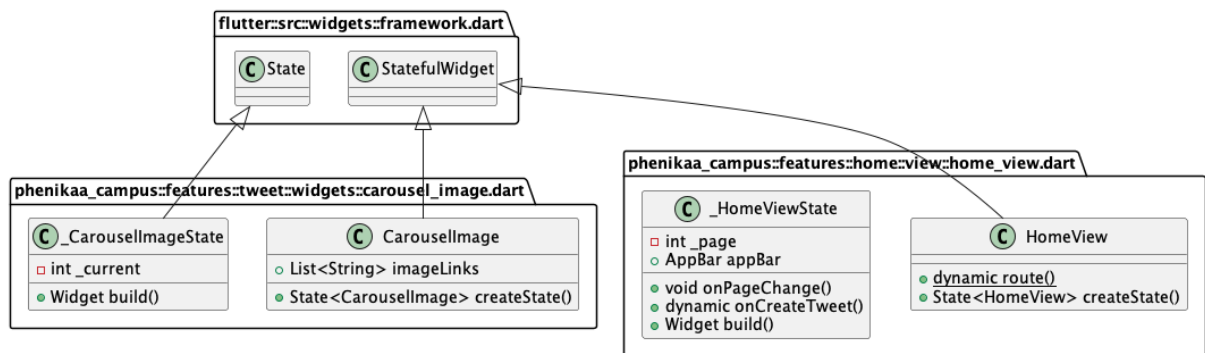 flutter::src::widgets::framework.dart
C State
C StatefulWidget
phenikaa_campus::features::tweet::widgets::carousel_image.dart
C _CarouselImageState
int _current
Widget build()
C CarouselImage
List<String> imageLinks
State<CarouselImage> createState()
phenikaa_campus::features::home::view::home_view.dart
C _HomeViewState
int _page
AppBar appBar
void onPageChange()
dynamic onCreateTweet()
Widget build()
C HomeView
dynamic route()
State<HomeView> createState()